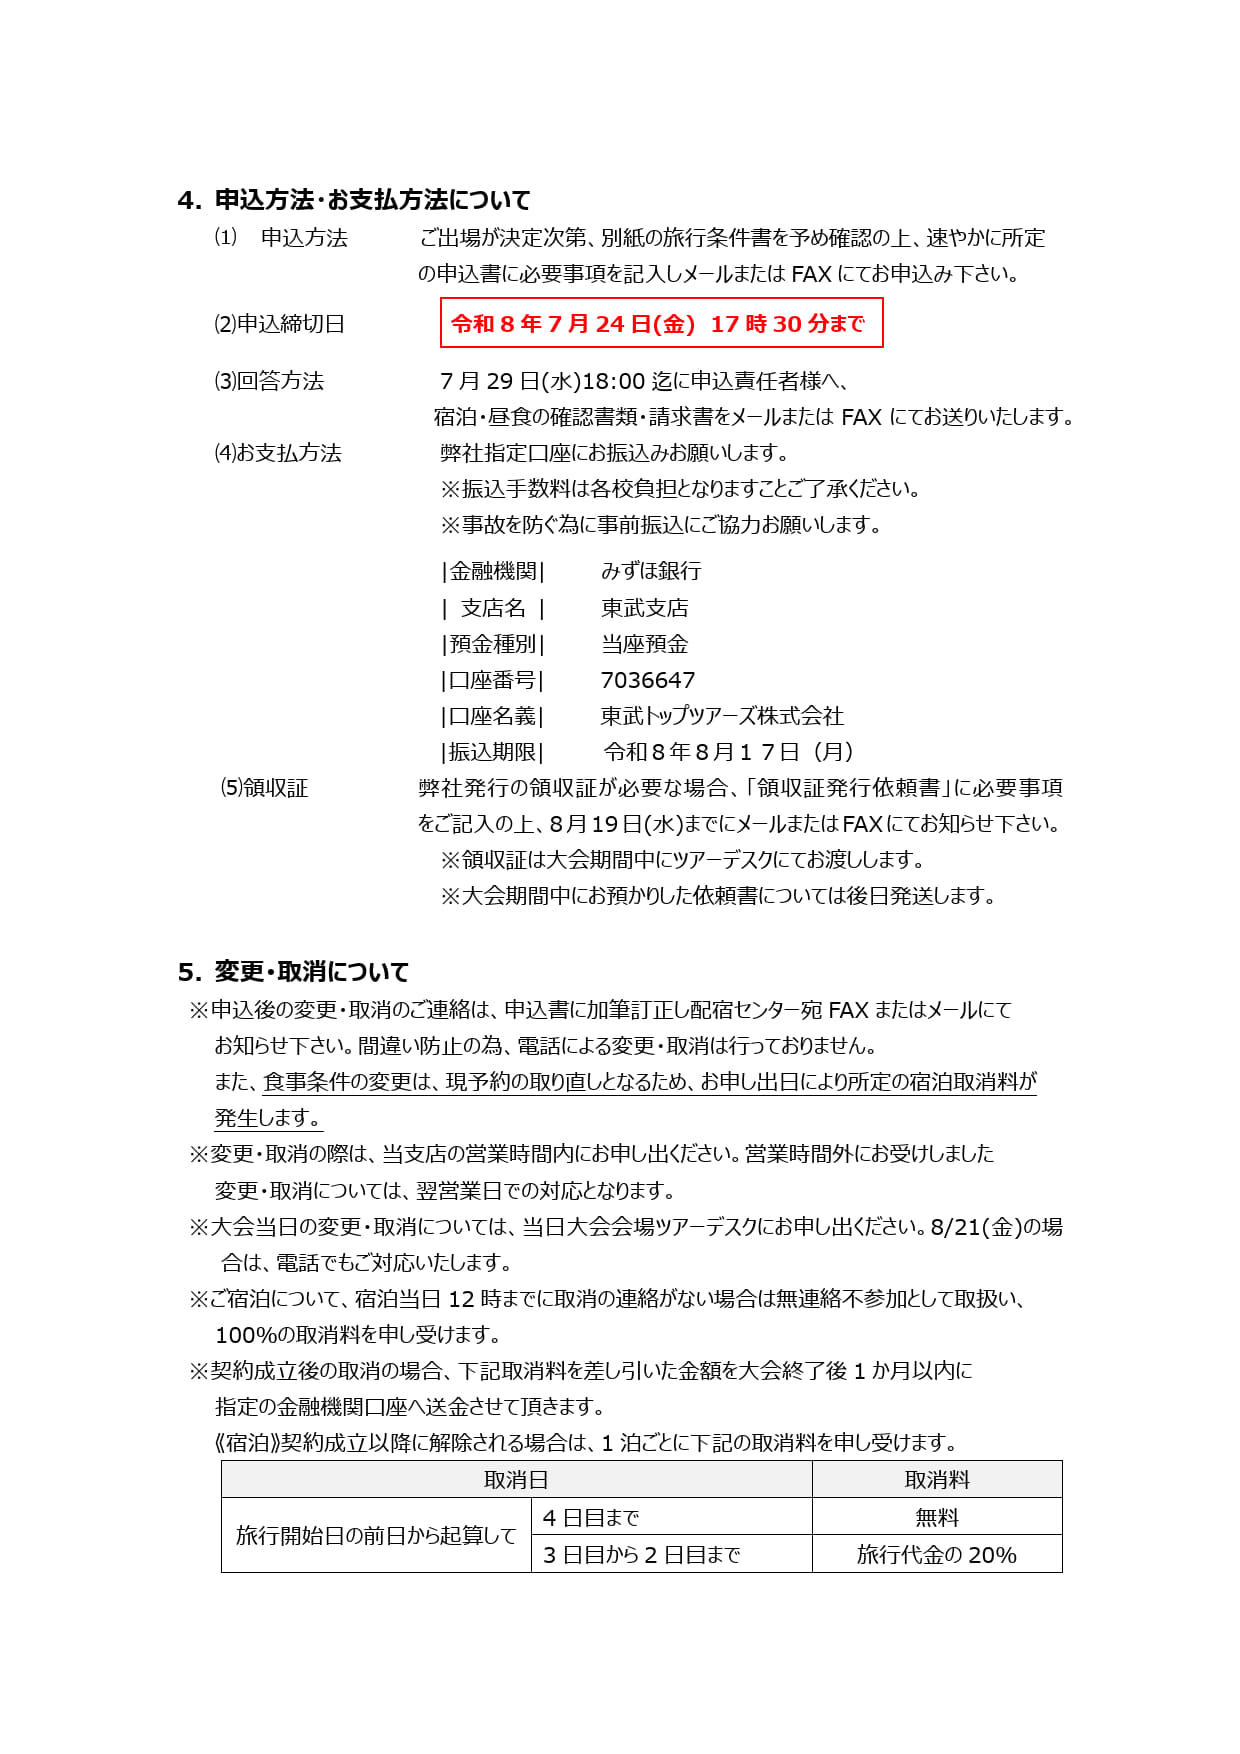 4. 申込方法・お支払方法について
⑴　申込方法　ご出場が決定次第、別紙の旅行条件書を予め確認の上、速やかに所定
の申込書に必要事項を記入しメールまたは FAX にてお申込み下さい。
⑵申込締切日　令和 8 年 7 月 24 日(金)  17 時 30 分まで
⑶回答方法　7 月 29 日(水)18:00 迄に申込責任者様へ、
宿泊・昼食の確認書類・請求書をメールまたは FAX にてお送りいたします。
⑷お支払方法　弊社指定口座にお振込みお願いします。
※振込手数料は各校負担となりますことご了承ください。
※事故を防ぐ為に事前振込にご協力お願いします。
|金融機関|　みずほ銀行
| 支店名 |　東武支店
|預金種別|　当座預金
|口座番号|　7036647
|口座名義|　東武トップツアーズ株式会社
|振込期限|　令和８年８月１７日（月）
⑸領収証　弊社発行の領収証が必要な場合、「領収証発行依頼書」に必要事項
をご記入の上、8月19日(水)までにメールまたはFAXにてお知らせ下さい。
※領収証は大会期間中にツアーデスクにてお渡しします。
※大会期間中にお預かりした依頼書については後日発送します。
5. 変更・取消について
※申込後の変更・取消のご連絡は、申込書に加筆訂正し配宿センター宛 FAX またはメールにて
お知らせ下さい。間違い防止の為、電話による変更・取消は行っておりません。
また、食事条件の変更は、現予約の取り直しとなるため、お申し出日により所定の宿泊取消料が
発生します。
※変更・取消の際は、当支店の営業時間内にお申し出ください。営業時間外にお受けしました
変更・取消については、翌営業日での対応となります。
※大会当日の変更・取消については、当日大会会場ツアーデスクにお申し出ください。8/21(金)の場
合は、電話でもご対応いたします。
※ご宿泊について、宿泊当日 12 時までに取消の連絡がない場合は無連絡不参加として取扱い、
100%の取消料を申し受けます。
※契約成立後の取消の場合、下記取消料を差し引いた金額を大会終了後 1 か月以内に
指定の金融機関口座へ送金させて頂きます。
《宿泊》契約成立以降に解除される場合は、1 泊ごとに下記の取消料を申し受けます。
取消日　取消料
旅行開始日の前日から起算して　4 日目まで　無料
3 日目から 2 日目まで　旅行代金の 20%